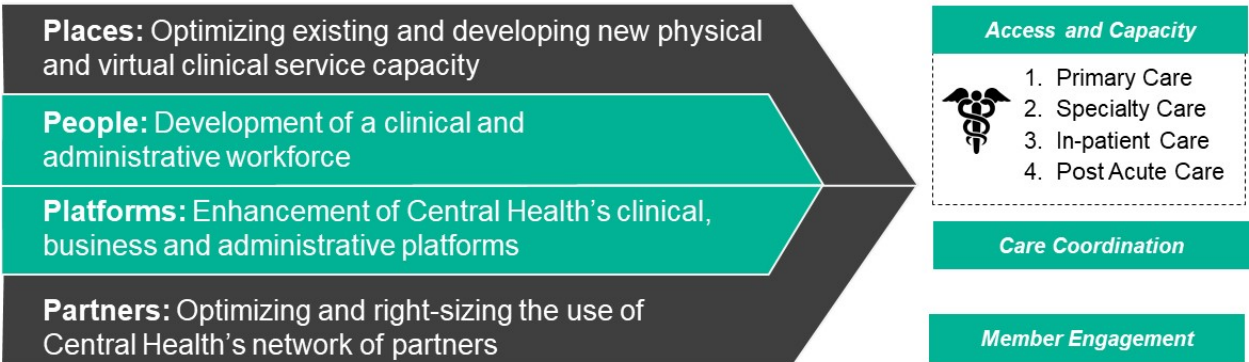 Places: Optimizing existing and developing new physical
and virtual clinical service capacity
People: Development of a clinical and
administrative workforce
Platforms: Enhancement of Central Health's clinical,
business and administrative platforms
Partners: Optimizing and right-sizing the use of
Central Health's network of partners
Access and Capacity
1. Primary Care
2. Specialty Care
3. In-patient Care
4. Post Acute Care
Care Coordination
Member Engagement